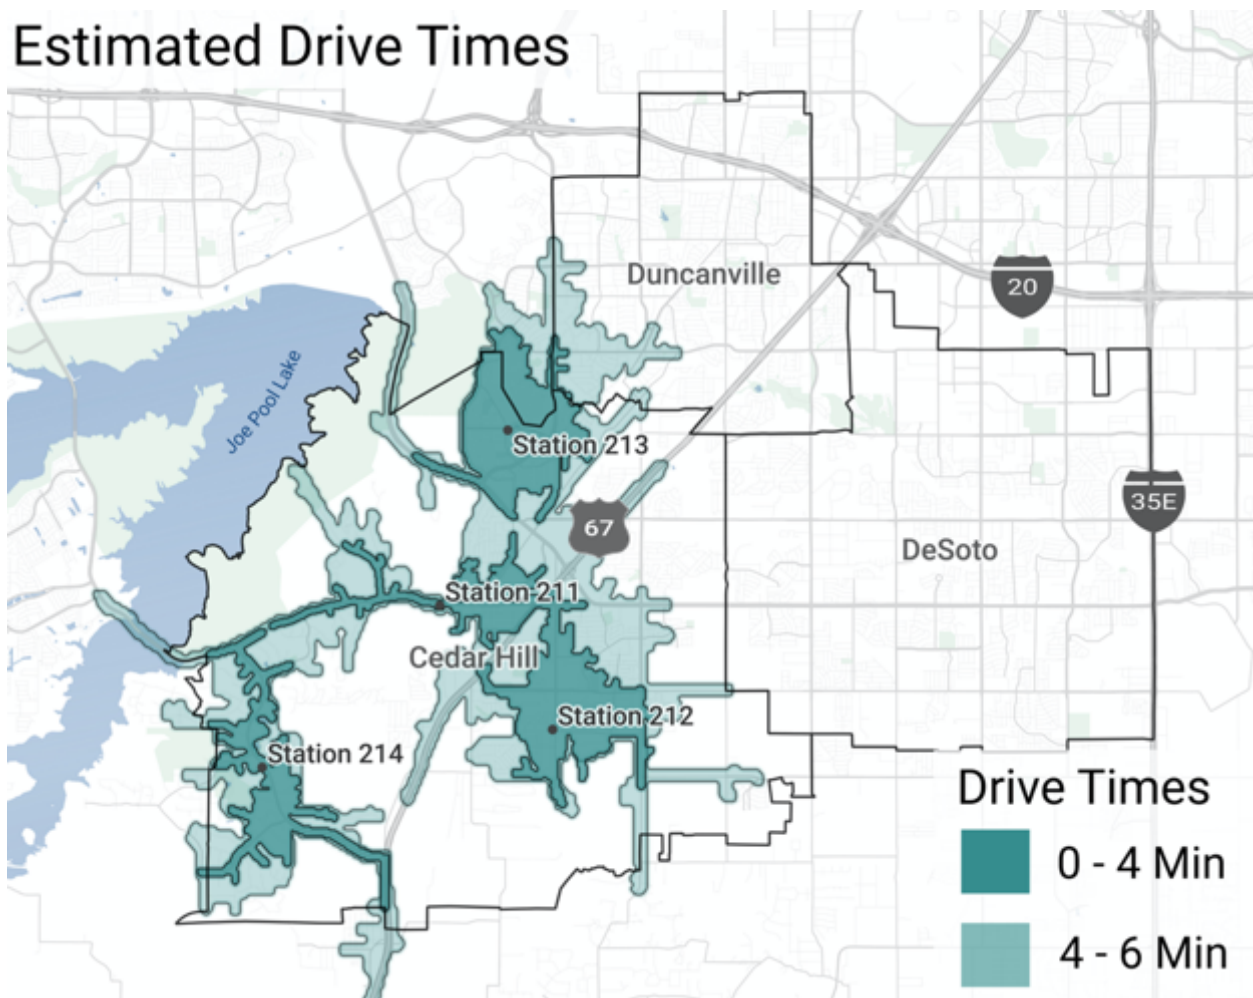 Estimated Drive Times
Duncanville
20
Joe Pool Lake
Station 213
35E
67
DeSoto
Station 211
Cedar Hill
Station 212
Station 214
Drive Times
0 - 4 Min
4 - 6 Min